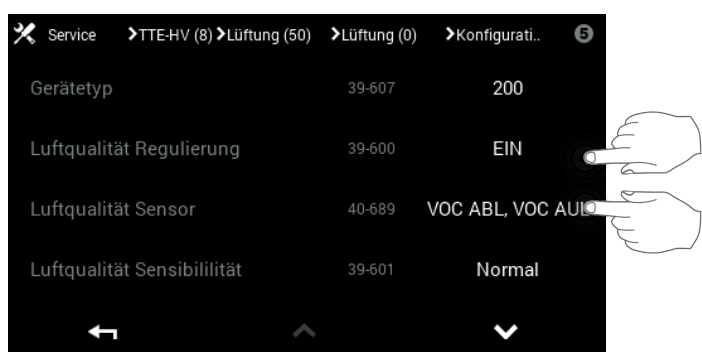 Service >TTE-HV (8) >Lüftung (50) >Lüftung (0) >Konfigurati.. 5
Gerätetyp 39-607 200
Luftqualität Regulierung 39-600 EIN
Luftqualität Sensor 40-689 VOC ABL, VOC AUL
Luftqualität Sensibililität 39-601 Normal